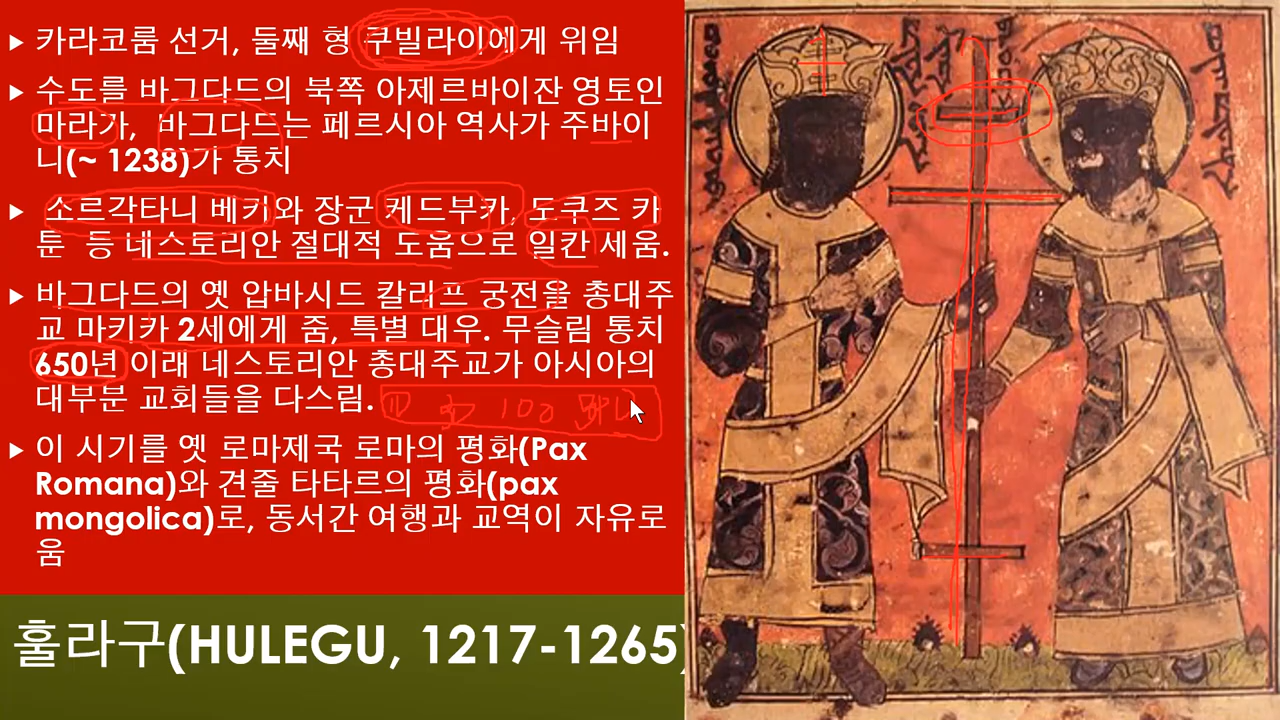 카라코룸 선거, 둘째 형 쿠빌라이에게 위임
수도를 바그다드의 북쪽 아제르바이잔 영토인
마라가, 바그다드는 페르시아 역사가 주바이
니(~ 1238)가 통치
소르각타니 베키와 장군 케드부카, 도쿠즈 카
툰 등 네스토리안 절대적 도움으로 일칸 세움.
바그다드의 옛 압바시드 칼리프 궁전을 총대주
교 마키카 2세에게 줌, 특별 대우. 무슬림 통치
650년 이래 네스토리안 총대주교가 아시아의
대부분 교회들을 다스림.
이 시기를 옛 로마제국 로마의 평화(Pax
Romana)와 견줄 타타르의 평화(pax
mongolica)로, 동서간 여행과 교역이 자유로
움
훌라구(HULEGU, 1217-1265)